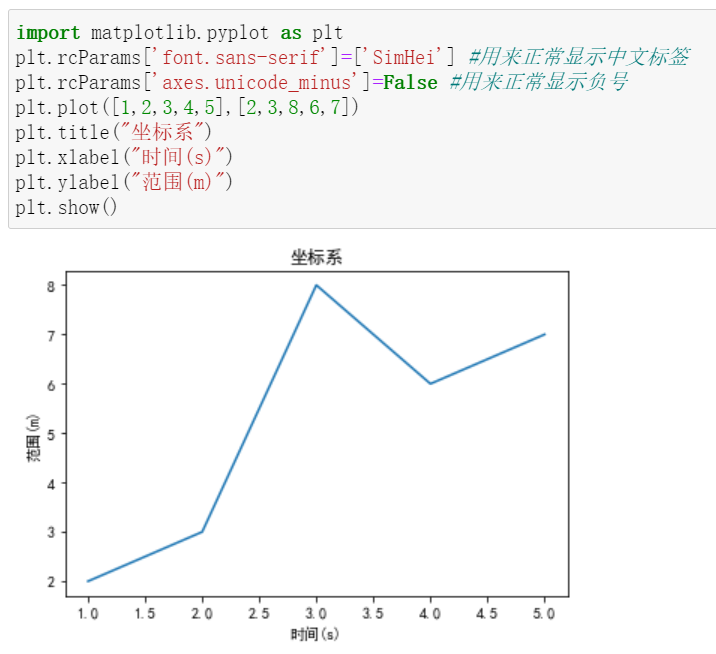 import matplotlib.pyplot as plt
plt.rcParams['font.sans-serif']=['SimHei'] #用来正常显示中文标签
plt.rcParams['axes.unicode_minus']=False #用来正常显示负号
plt.plot([1,2,3,4,5],[2,3,8,6,7])
plt.title("坐标系")
plt.xlabel("时间(s)")
plt.ylabel("范围(m)")
plt.show()
坐标系
8
7
6
5
4
3
2
范围(m)
1.0 1.5 2.0 2.5 3.0 3.5 4.0 4.5 5.0
时间(s)